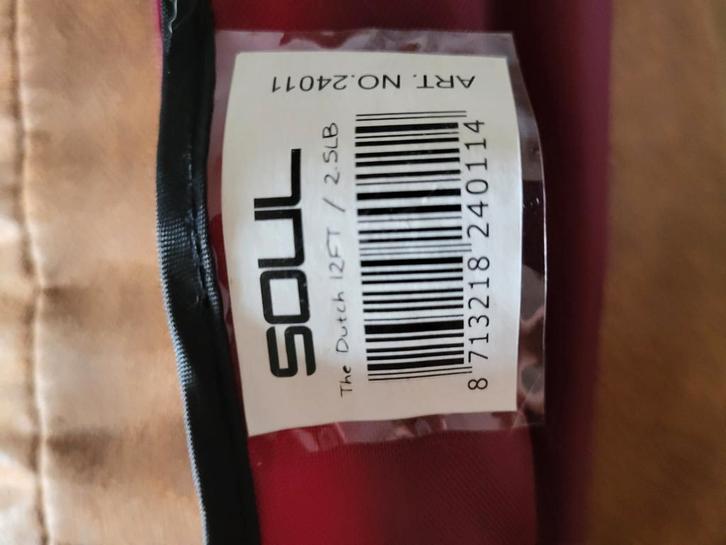 SOUL
The Dutch 12FT / 2.5LB
8 713218 240114
ART. NO.24011